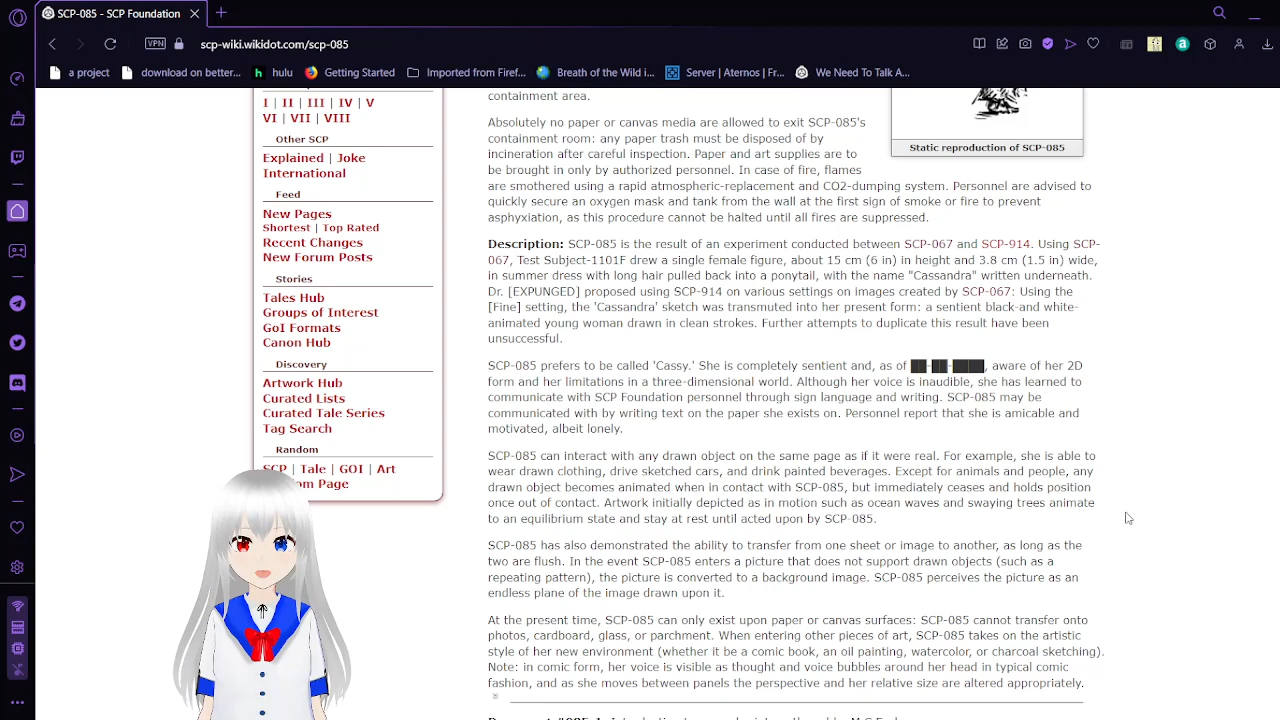 SCP-085 - SCP Foundation
VPN
scp-wiki.wikidot.com/scp-085
a project
download on better...
hulu
Getting Started
Imported from Firef...
Breath of the Wild i...
Server | Aternos | Fr...
We Need To Talk A...
I | II | III | IV | V
VI | VII | VIII
Other SCP
Explained | Joke
International
Feed
New Pages
Shortest | Top Rated
Recent Changes
New Forum Posts
Stories
Tales Hub
Groups of Interest
GoI Formats
Canon Hub
Discovery
Artwork Hub
Curated Lists
Curated Tale Series
Tag Search
Random
SCP | Tale | GOI | Art
Page
containment area.
Absolutely no paper or canvas media are allowed to exit SCP-085's
containment room: any paper trash must be disposed of by
incineration after careful inspection. Paper and art supplies are to
be brought in only by authorized personnel. In case of fire, flames
are smothered using a rapid atmospheric-replacement and CO2-dumping system. Personnel are advised to
quickly secure an oxygen mask and tank from the wall at the first sign of smoke or fire to prevent
asphyxiation, as this procedure cannot be halted until all fires are suppressed.
Static reproduction of SCP-085
Description: SCP-085 is the result of an experiment conducted between SCP-067 and SCP-914. Using SCP-
067, Test Subject-1101F drew a single female figure, about 15 cm (6 in) in height and 3.8 cm (1.5 in) wide,
in summer dress with long hair pulled back into a ponytail, with the name "Cassandra" written underneath.
Dr. [EXPUNGED] proposed using SCP-914 on various settings on images created by SCP-067: Using the
[Fine] setting, the 'Cassandra' sketch was transmuted into her present form: a sentient black-and white-
animated young woman drawn in clean strokes. Further attempts to duplicate this result have been
unsuccessful.
SCP-085 prefers to be called 'Cassy.' She is completely sentient and, as of ██-██-████, aware of her 2D
form and her limitations in a three-dimensional world. Although her voice is inaudible, she has learned to
communicate with SCP Foundation personnel through sign language and writing. SCP-085 may be
communicated with by writing text on the paper she exists on. Personnel report that she is amicable and
motivated, albeit lonely.
SCP-085 can interact with any drawn object on the same page as if it were real. For example, she is able to
wear drawn clothing, drive sketched cars, and drink painted beverages. Except for animals and people, any
drawn object becomes animated when in contact with SCP-085, but immediately ceases and holds position
once out of contact. Artwork initially depicted as in motion such as ocean waves and swaying trees animate
to an equilibrium state and stay at rest until acted upon by SCP-085.
SCP-085 has also demonstrated the ability to transfer from one sheet or image to another, as long as the
two are flush. In the event SCP-085 enters a picture that does not support drawn objects (such as a
repeating pattern), the picture is converted to a background image. SCP-085 perceives the picture as an
endless plane of the image drawn upon it.
At the present time, SCP-085 can only exist upon paper or canvas surfaces: SCP-085 cannot transfer onto
photos, cardboard, glass, or parchment. When entering other pieces of art, SCP-085 takes on the artistic
style of her new environment (whether it be a comic book, an oil painting, watercolor, or charcoal sketching).
Note: in comic form, her voice is visible as thought and voice bubbles around her head in typical comic
fashion, and as she moves between panels the perspective and her relative size are altered appropriately.